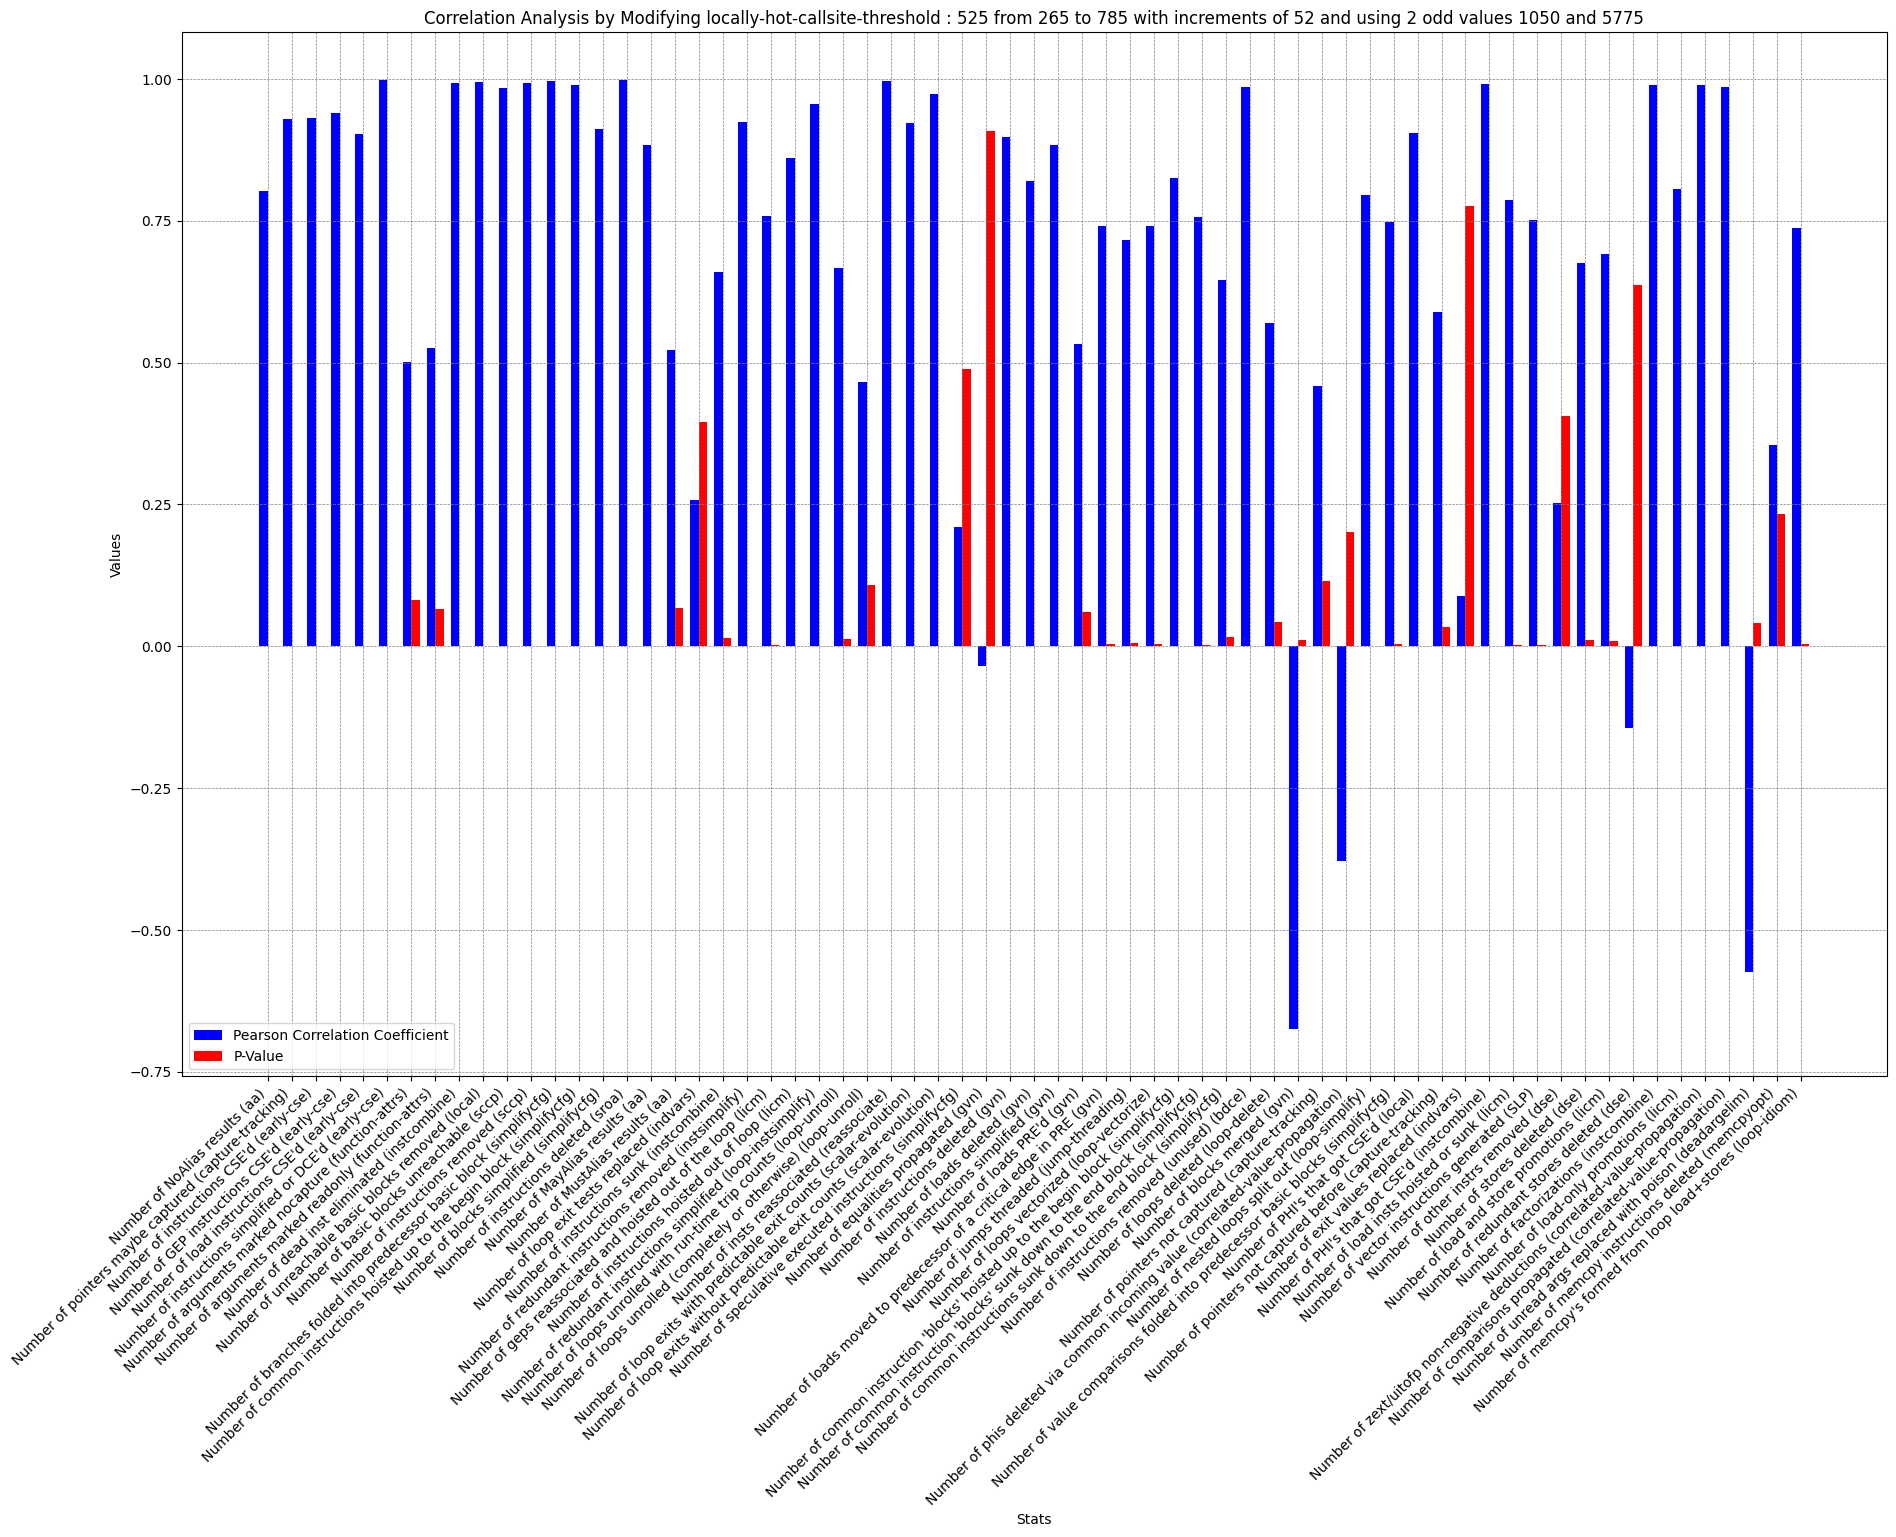 Correlation Analysis by Modifying locally-hot-callsite-threshold : 525 from 265 to 785 with increments of 52 and using 2 odd values 1050 and 5775
1.00
0.75
0.50
0.25
0.00
−0.25
−0.50
−0.75
Values
Pearson Correlation Coefficient
P-Value
Number of NoAlias results (aa)
Number of pointers maybe captured (capture-tracking)
Number of instructions CSE'd (early-cse)
Number of GEP instructions CSE'd (early-cse)
Number of load instructions CSE'd (early-cse)
Number of instructions simplified or DCE'd (early-cse)
Number of arguments marked nocapture (function-attrs)
Number of arguments marked readonly (function-attrs)
Number of dead inst eliminated (instcombine)
Number of unreachable basic blocks removed (local)
Number of basic blocks unreachable (sccp)
Number of instructions removed (sccp)
Number of branches folded into predecessor basic block (simplifycfg)
Number of common instructions hoisted up to the begin block (simplifycfg)
Number of blocks simplified (simplifycfg)
Number of instructions deleted (sroa)
Number of MayAlias results (aa)
Number of MustAlias results (aa)
Number of loop exit tests replaced (indvars)
Number of instructions sunk (instcombine)
Number of redundant instructions removed (instsimplify)
Number of geps reassociated and hoisted out of the loop (licm)
Number of instructions hoisted out of loop (licm)
Number of redundant instructions simplified (loop-instsimplify)
Number of loops unrolled with run-time trip counts (loop-unroll)
Number of loops unrolled (completely or otherwise) (loop-unroll)
Number of insts reassociated (reassociate)
Number of loop exits with predictable exit counts (scalar-evolution)
Number of loop exits without predictable exit counts (scalar-evolution)
Number of speculative executed instructions (simplifycfg)
Number of equalities propagated (gvn)
Number of instructions deleted (gvn)
Number of loads deleted (gvn)
Number of instructions simplified (gvn)
Number of loads PRE'd (gvn)
Number of loads moved to predecessor of a critical edge in PRE (gvn)
Number of jumps threaded (jump-threading)
Number of loops vectorized (loop-vectorize)
Number of common instruction 'blocks' hoisted up to the begin block (simplifycfg)
Number of common instruction 'blocks' sunk down to the end block (simplifycfg)
Number of common instructions sunk down to the end block (simplifycfg)
Number of instructions removed (unused) (bdce)
Number of loops deleted (loop-delete)
Number of blocks merged (gvn)
Number of pointers not captured (capture-tracking)
Number of phis deleted via common incoming value (correlated-value-propagation)
Number of nested loops split out (loop-simplify)
Number of value comparisons folded into predecessor basic blocks (simplifycfg)
Number of PHI's that got CSE'd (local)
Number of pointers not captured before (capture-tracking)
Number of exit values replaced (indvars)
Number of PHI's that got CSE'd (instcombine)
Number of load insts hoisted or sunk (licm)
Number of vector instructions generated (SLP)
Number of other instrs removed (dse)
Number of stores deleted (dse)
Number of load and store promotions (licm)
Number of redundant stores deleted (dse)
Number of factorizations (instcombine)
Number of load-only promotions (licm)
Number of zext/uitofp non-negative deductions (correlated-value-propagation)
Number of comparisons propagated (correlated-value-propagation)
Number of unread args replaced with poison (deadargelim)
Number of memcpy instructions deleted (memcpyopt)
Number of memcpy's formed from loop load+stores (loop-idiom)
Stats